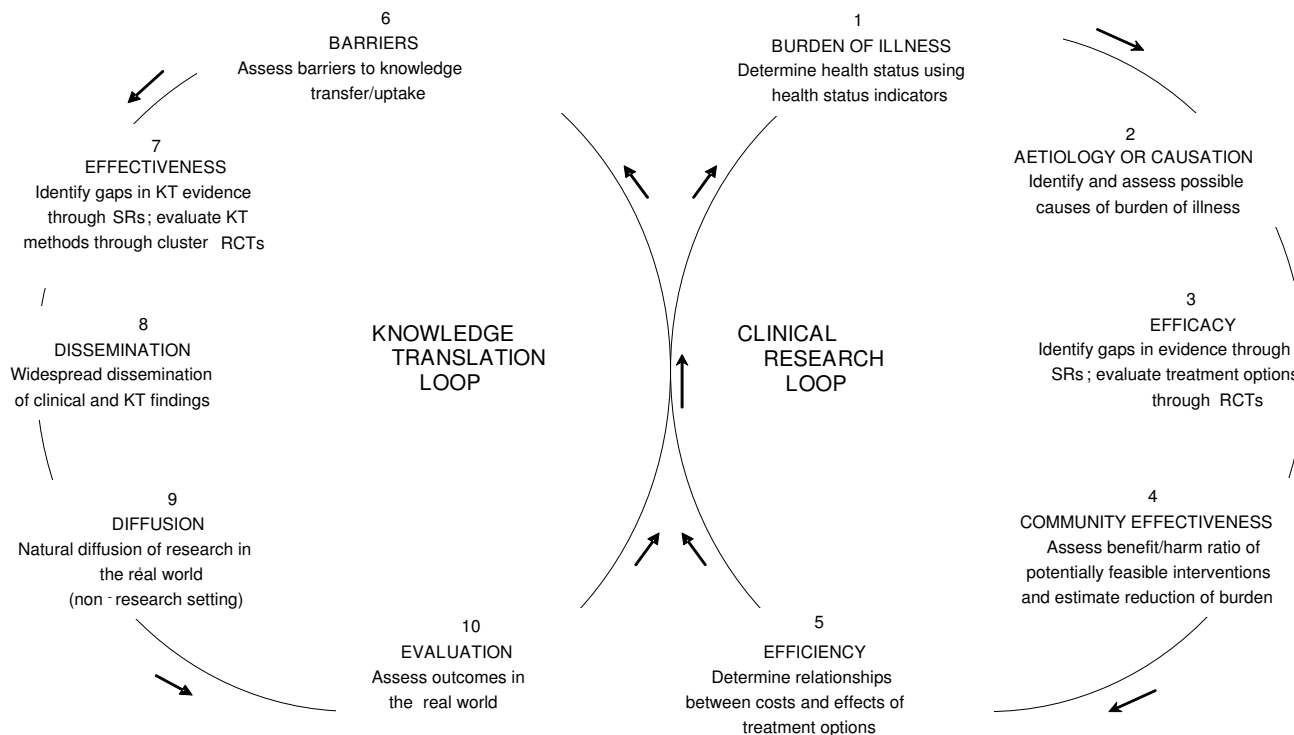 1
BURDEN OF ILLNESS
Determine health status using
health status indicators
2
AETIOLOGY OR CAUSATION
Identify and assess possible
causes of burden of illness
3
EFFICACY
Identify gaps in evidence through
SRs; evaluate treatment options
through RCTs
4
COMMUNITY EFFECTIVENESS
Assess benefit/harm ratio of
potentially feasible interventions
and estimate reduction of burden
5
EFFICIENCY
Determine relationships
between costs and effects of
treatment options
6
BARRIERS
Assess barriers to knowledge
transfer/uptake
7
EFFECTIVENESS
Identify gaps in KT evidence
through SRs; evaluate KT
methods through cluster RCTs
8
DISSEMINATION
Widespread dissemination
of clinical and KT findings
9
DIFFUSION
Natural diffusion of research in
the real world
(non-research setting)
10
EVALUATION
Assess outcomes in
the real world
KNOWLEDGE
TRANSLATION
LOOP
CLINICAL
RESEARCH
LOOP